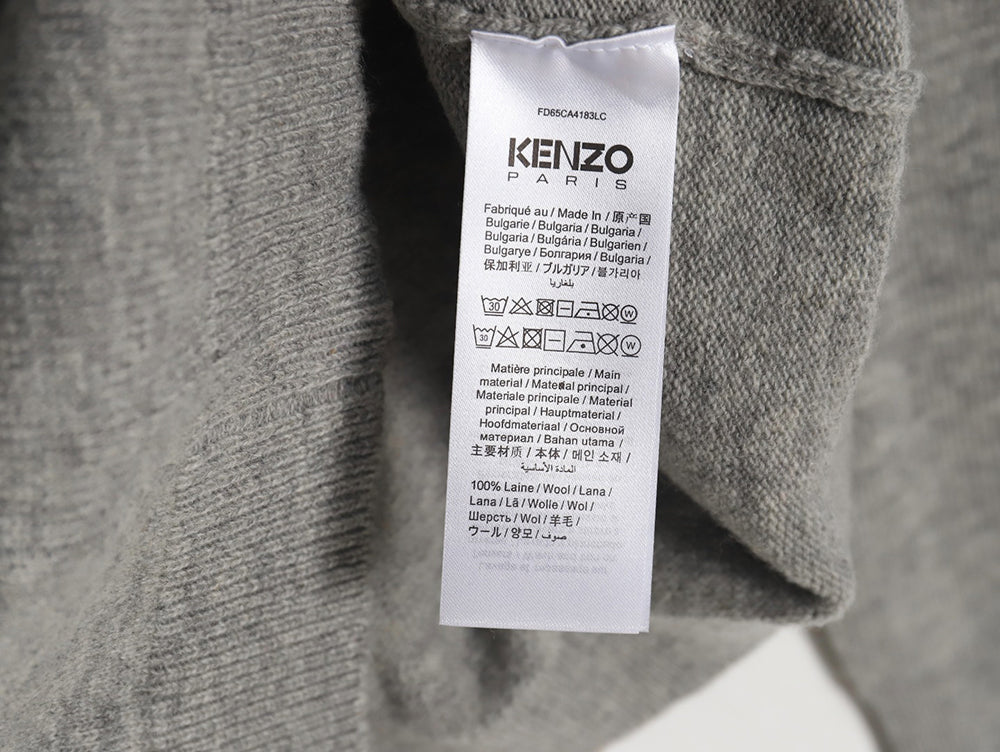 FD65CA4183LC
KENZO
PARIS
Fabriqué au / Made In / 原产国
Bulgarie / Bulgaria / Bulgaria /
Bulgaria / Bulgária / Bulgarien /
Bulgarye / Болгария / Bulgaria /
保加利亚 / ブルガリア / 불가리아
بلغاريا
30 W
30 W
Matière principale / Main
material / Material principal /
Materiale principale / Material
principal / Hauptmaterial /
Hoofdmateriaal / Основной
материал / Bahan utama /
主要材质 / 本体 / 메인 소재 /
المادة الأساسية
100% Laine / Wool / Lana /
Lana / Lã / Wolle / Wol /
Шерсть / Wol / 羊毛 /
ウール / 양모 / صوف